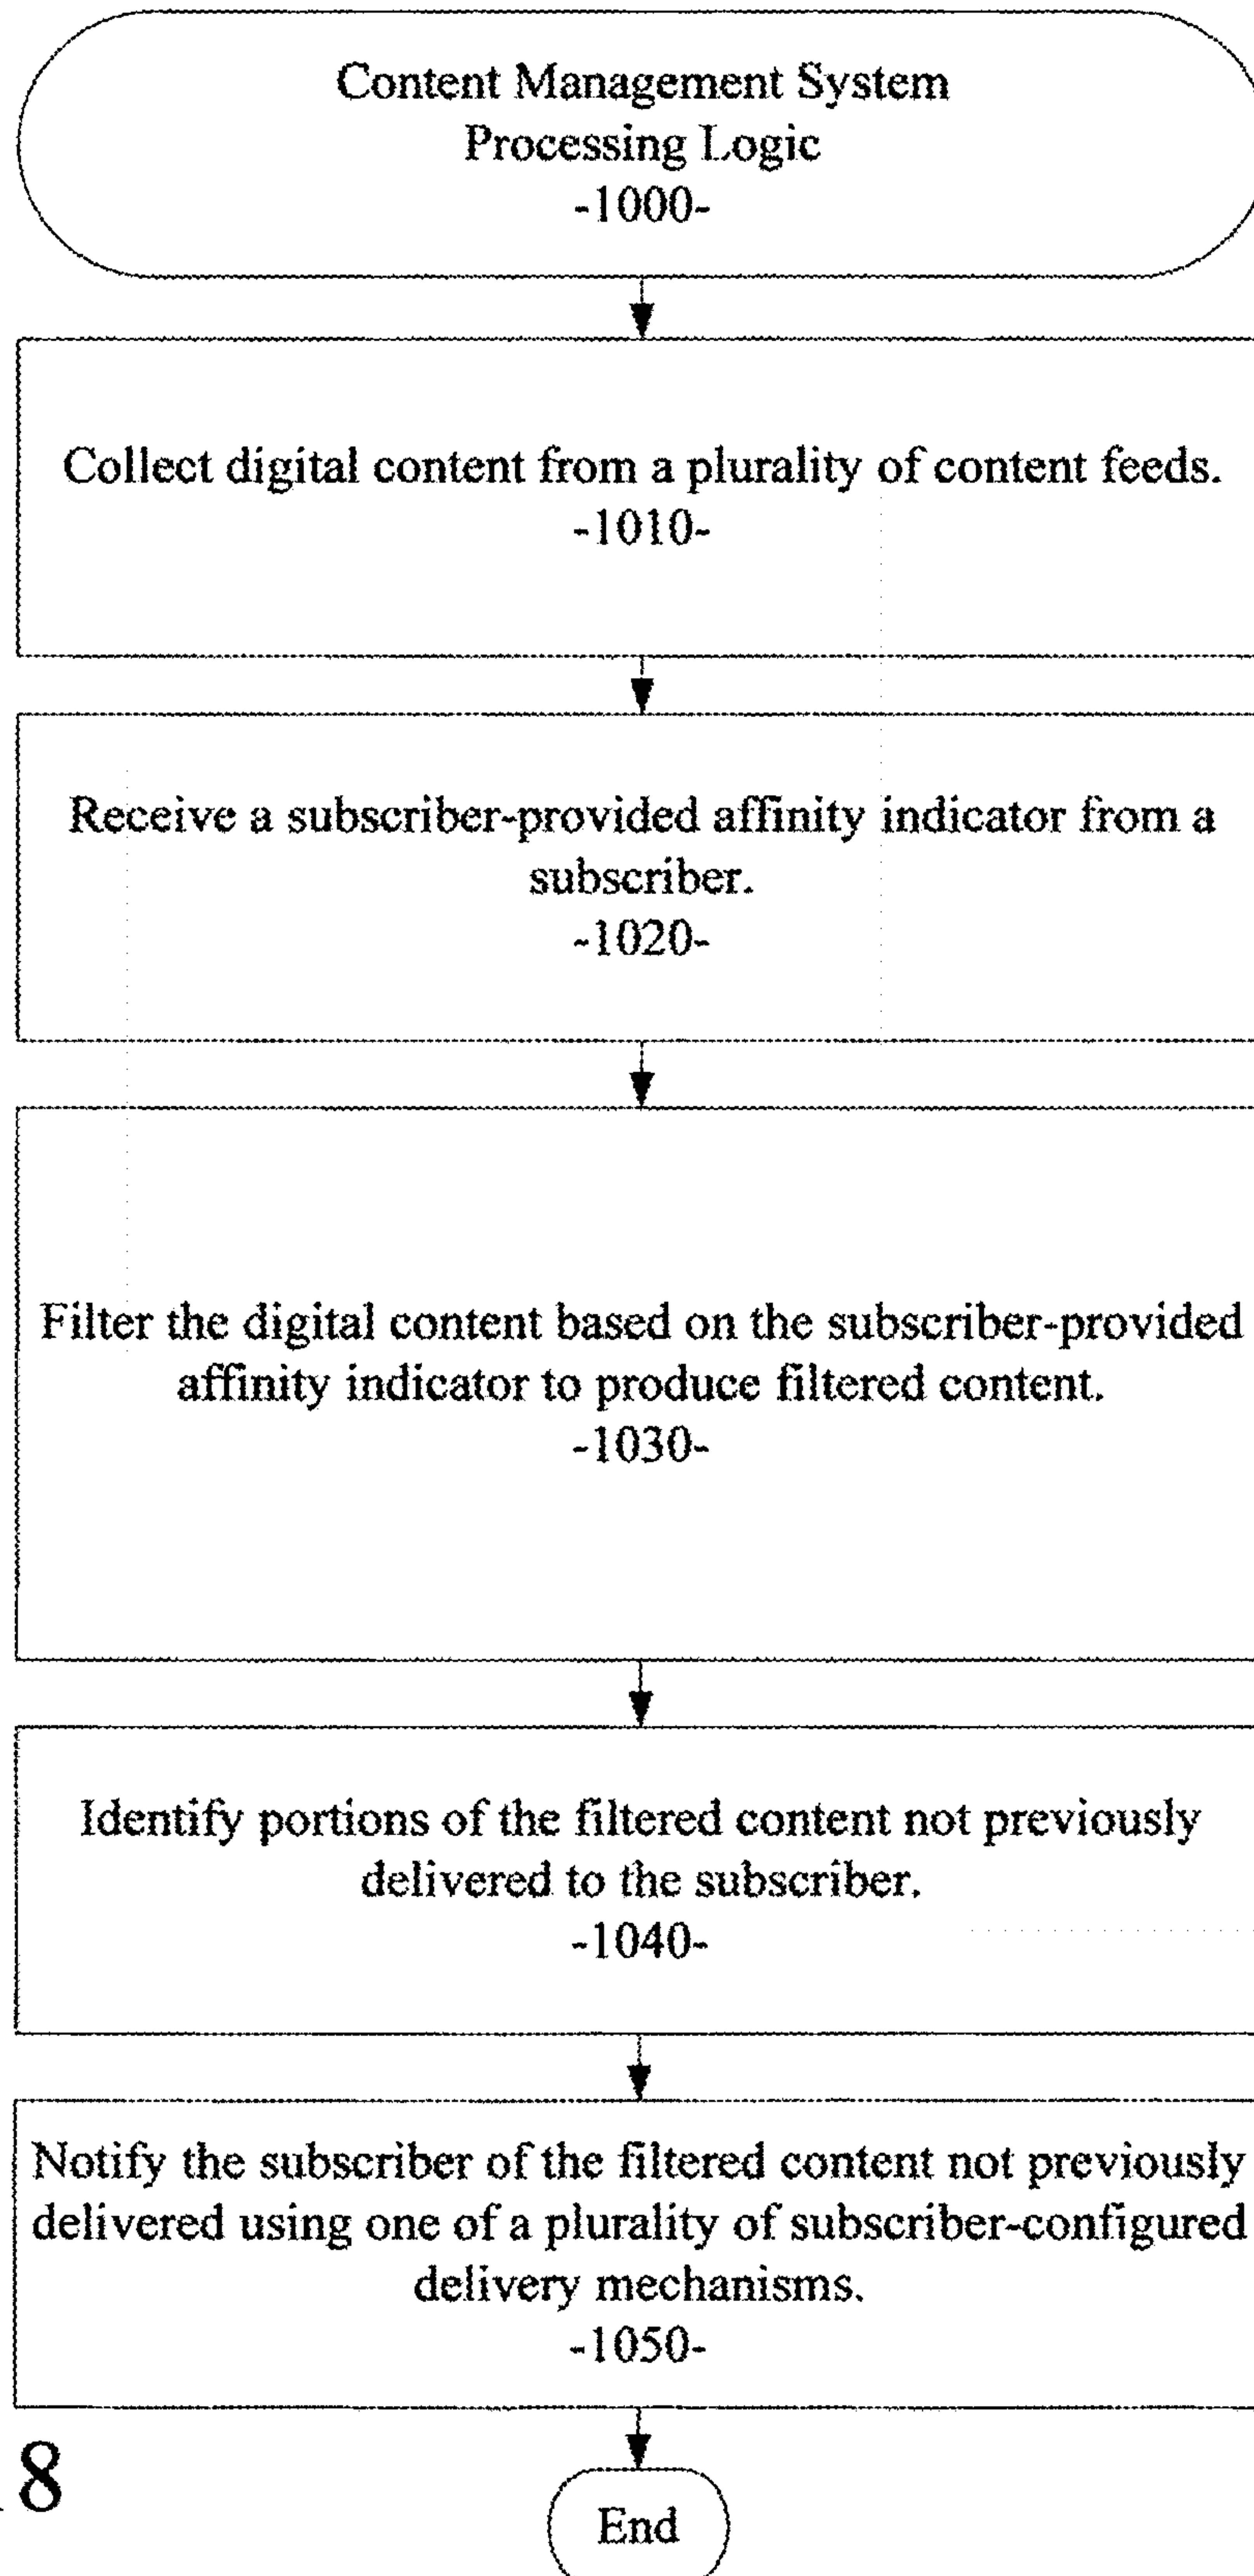 Content Management System
Processing Logic
-1000-
Collect digital content from a plurality of content feeds.
-1010-
Receive a subscriber-provided affinity indicator from a
subscriber.
-1020-
Filter the digital content based on the subscriber-provided
affinity indicator to produce filtered content.
-1030-
Identify portions of the filtered content not previously
delivered to the subscriber.
-1040-
Notify the subscriber of the filtered content not previously
delivered using one of a plurality of subscriber-configured
delivery mechanisms.
-1050-
8
End